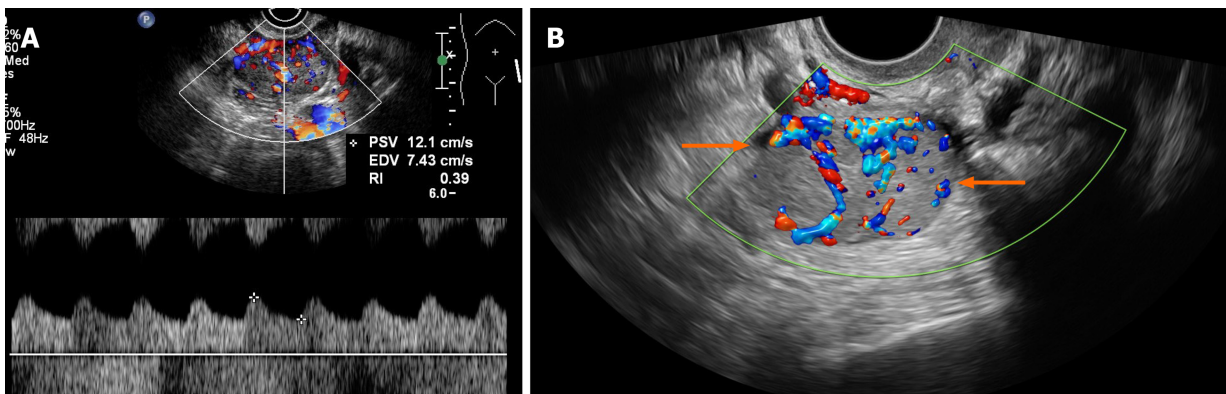 A
P
2%
60
Med
es
x
5%
00Hz
F 48Hz
w
PSV 12.1 cm/s
EDV 7.43 cm/s
RI 0.39
6.0
B